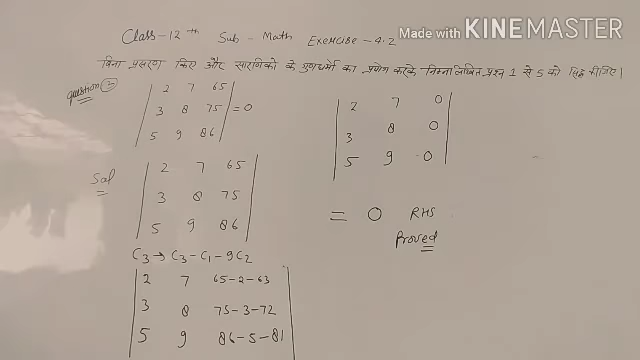 Made with KINEMASTER
Class-12th Sub - Math Exercise-4.2
बिना प्रसरण किए और सारणिकों के गुणधर्मो का प्रयोग करके निम्नलिखित प्रश्न 1 से 5 को सिद्ध कीजिए।
question 3
| 2 7 65 |
| 3 8 75 | = 0
| 5 9 86 |
Sol
| 2 7 65 |
| 3 8 75 |
| 5 9 86 |
C3 → C3 - C1 - 9C2
| 2 7 65-2-63 |
| 3 8 75-3-72 |
| 5 9 86-5-81 |
| 2 7 0 |
| 3 8 0 |
| 5 9 0 |
= 0 RHS
Proved